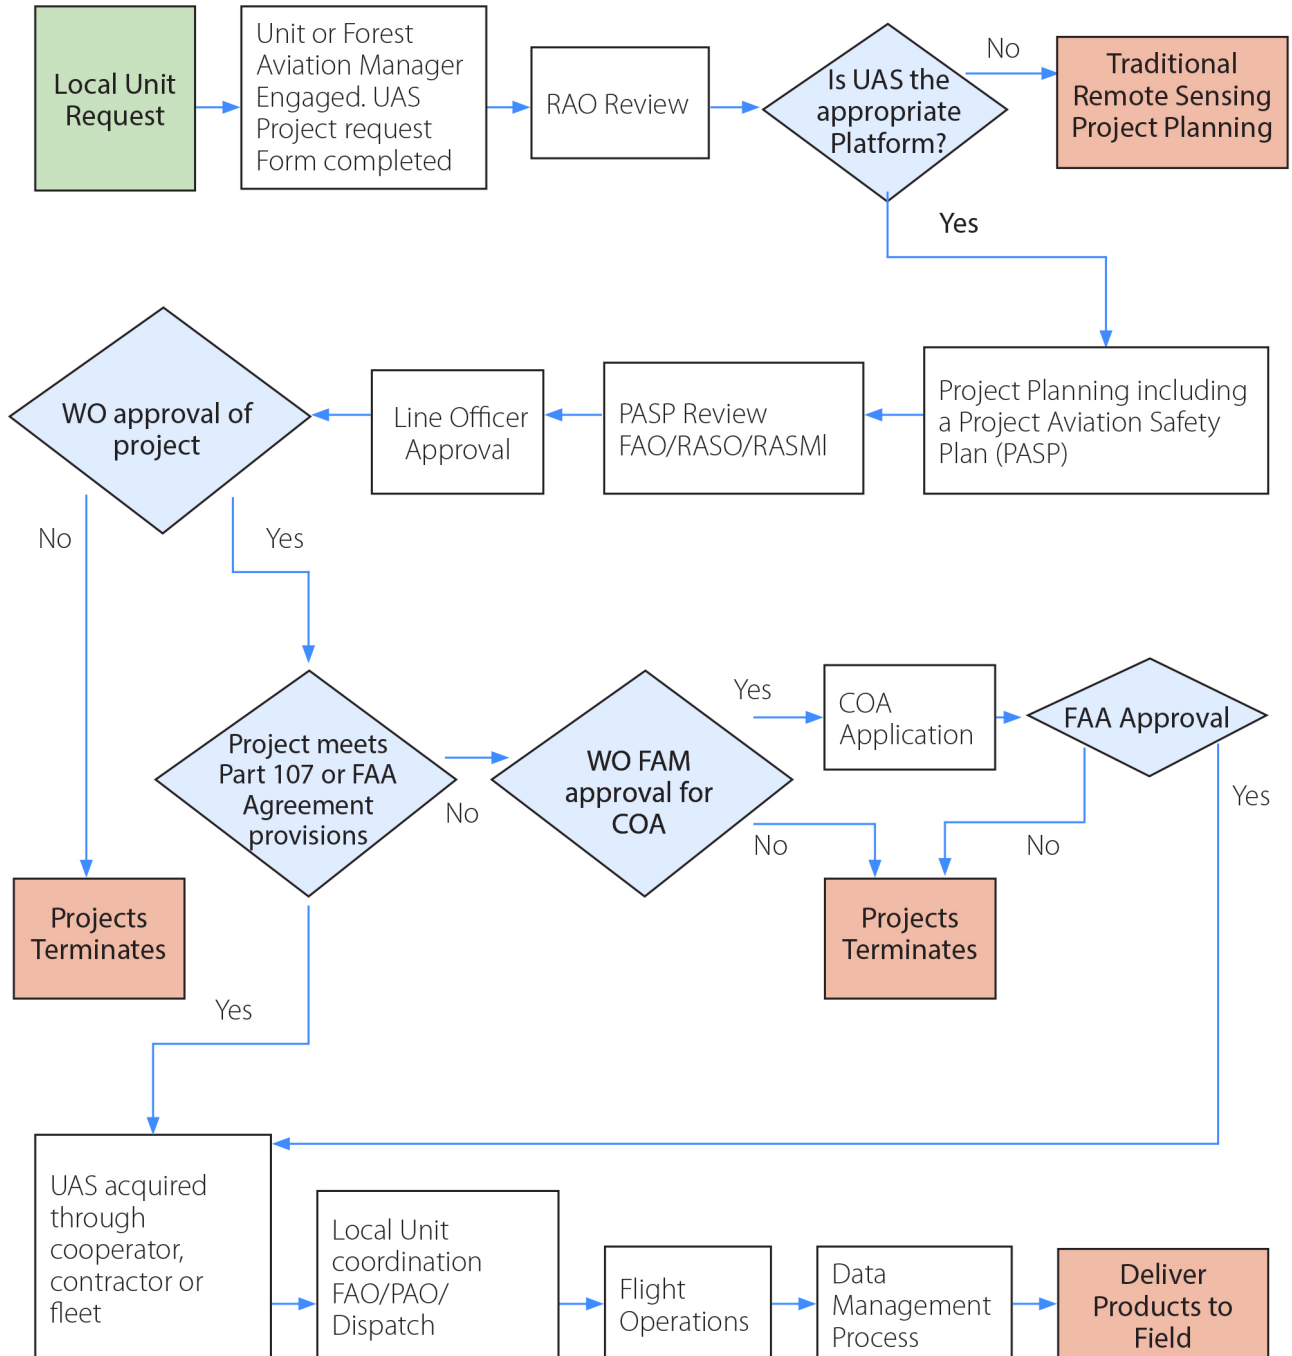 Local Unit
Request
Unit or Forest
Aviation Manager
Engaged. UAS
Project request
Form completed
RAO Review
Is UAS the
appropriate
Platform?
No
Traditional
Remote Sensing
Project Planning
Yes
Project Planning including
a Project Aviation Safety
Plan (PASP)
PASP Review
FAO/RASO/RASMl
Line Officer
Approval
WO approval of
project
No
Yes
Project meets
Part 107 or FAA
Agreement
provisions
No
WO FAM
approval for
COA
Yes
COA
Application
FAA Approval
Yes
No
No
Projects
Terminates
Projects
Terminates
Yes
UAS acquired
through
cooperator,
contractor or
fleet
Local Unit
coordination
FAO/PAO/
Dispatch
Flight
Operations
Data
Management
Process
Deliver
Products to
Field